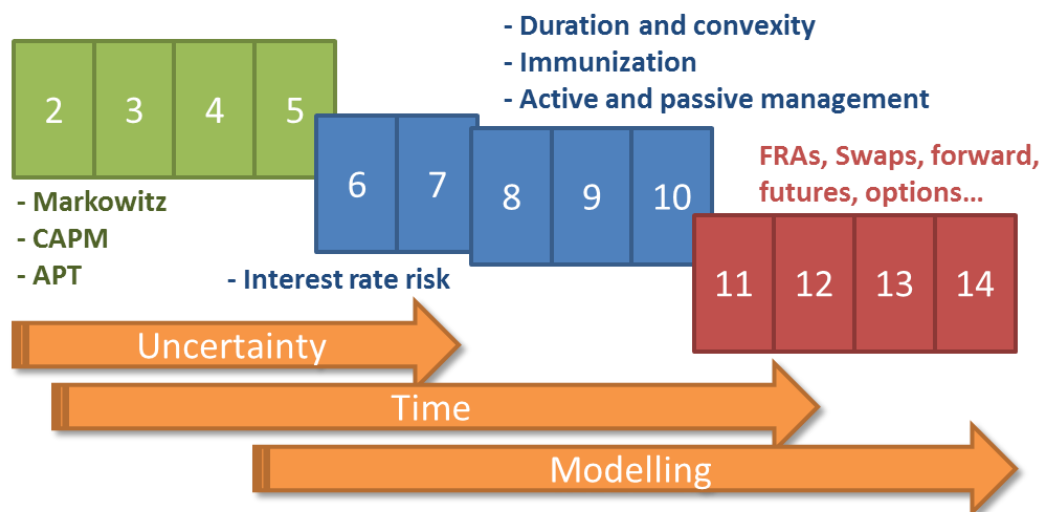 - Duration and convexity
- Immunization
- Active and passive management
2 3 4 5
6 7
8 9 10
FRAs, Swaps, forward,
futures, options…
- Markowitz
- CAPM
- APT
- Interest rate risk
11 12 13 14
Uncertainty
Time
Modelling